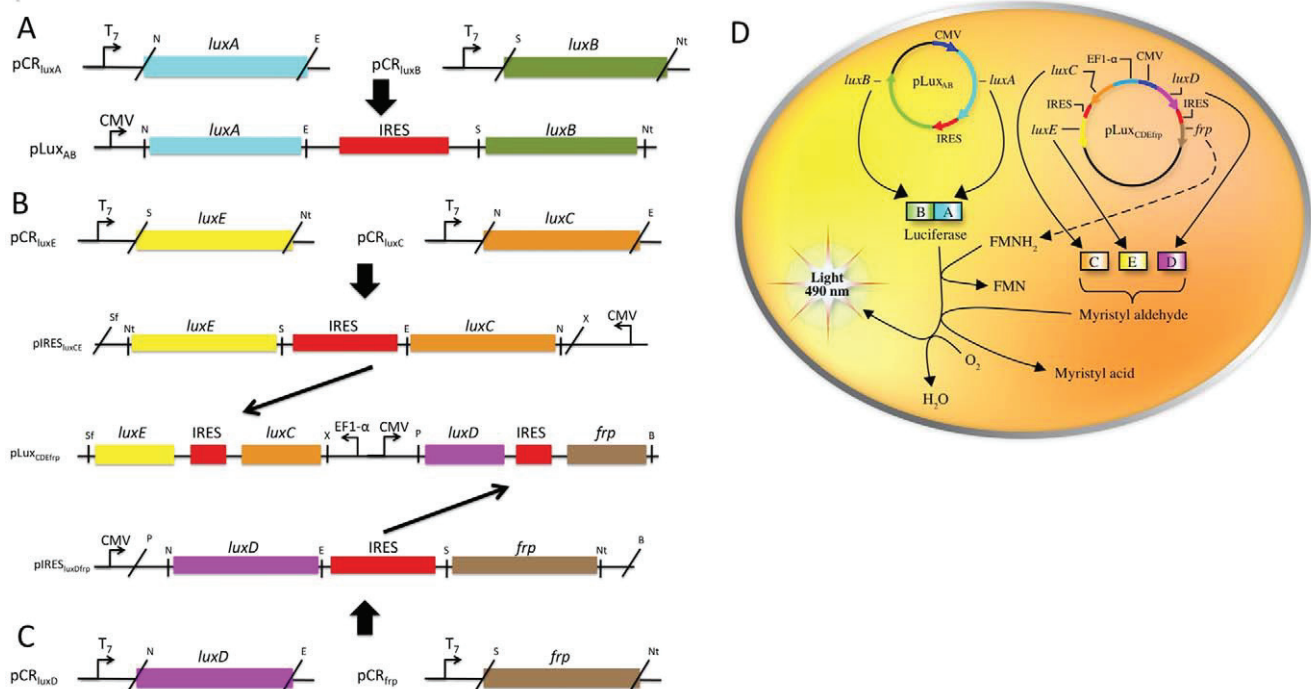 A
T7 N luxA E
pCRluxA
T7 S luxB Nt
pCRluxB
CMV N luxA E IRES S luxB Nt
pLuxAB
B
T7 S luxE Nt
pCRluxE
T7 N luxC E
pCRluxC
Sf Nt luxE S IRES E luxC N X CMV
pIRESluxCE
Sf luxE IRES luxC X EF1-α CMV P luxD IRES frp B
pLuxCDEfrp
CMV P N luxD E IRES S frp Nt B
pIRESluxDfrp
C
T7 N luxD E
pCRluxD
T7 S frp Nt
pCRfrp
D
CMV
luxB
pLuxAB
luxA
IRES
EF1-α
CMV
luxC
luxD
IRES
IRES
luxE
pLuxCDEfrp
frp
B A
Luciferase
FMNH2
C E D
Light
490 nm
FMN
Myristyl aldehyde
O2
Myristyl acid
H2O